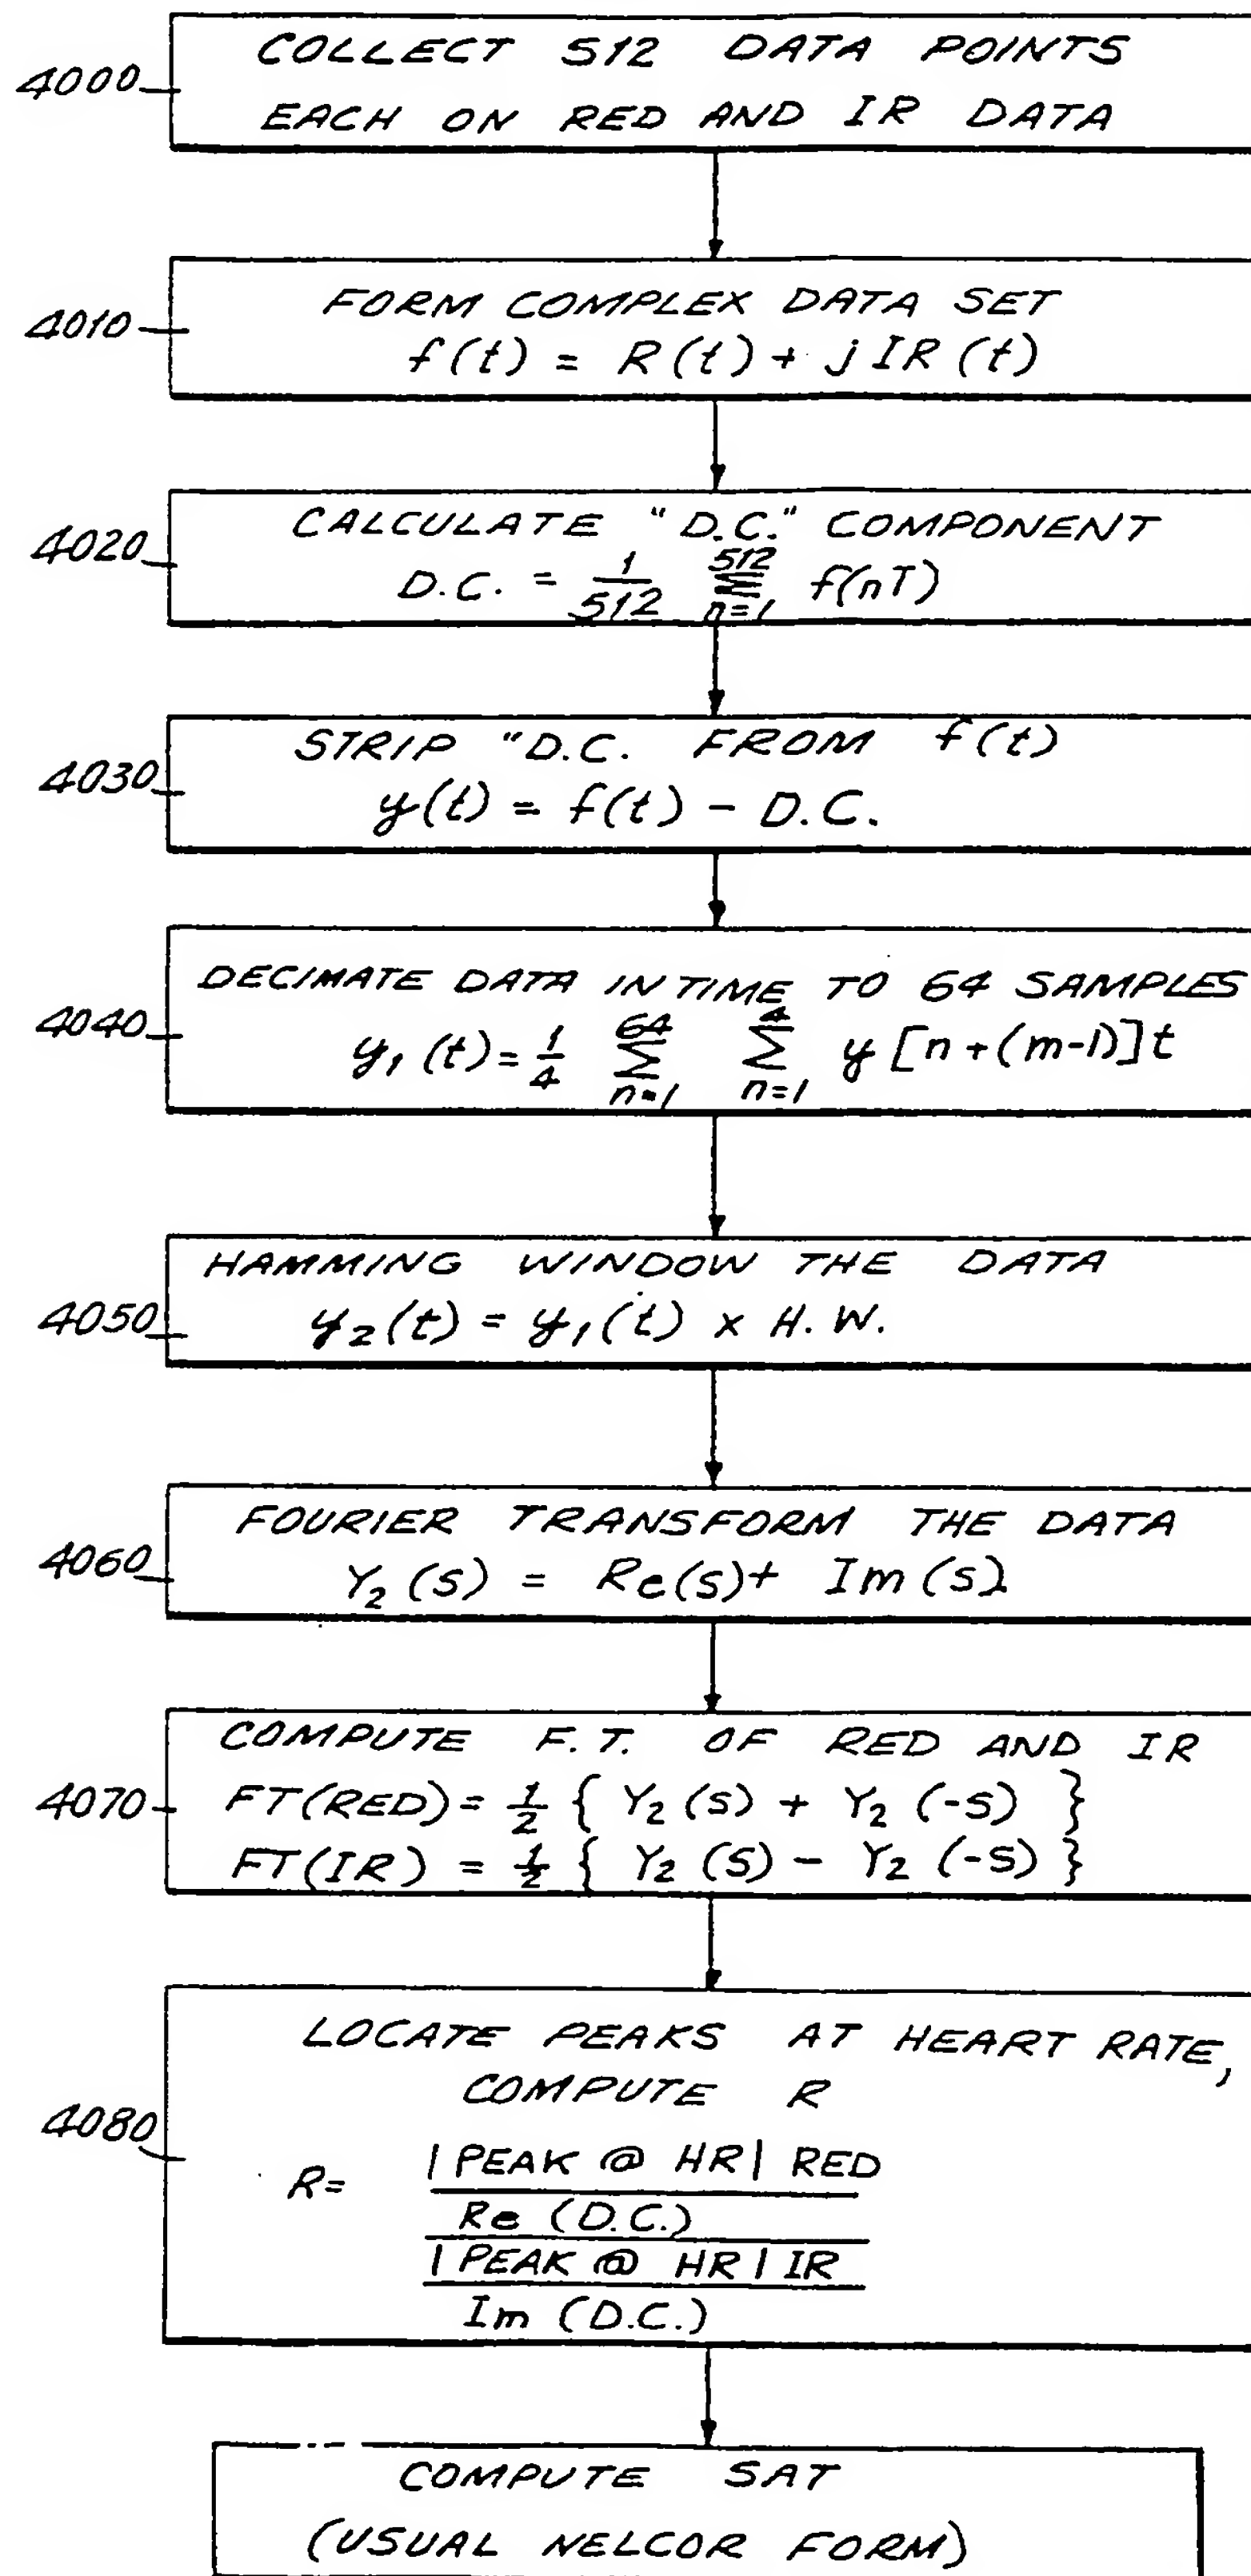 4000
COLLECT 512 DATA POINTS
EACH ON RED AND IR DATA
4010
FORM COMPLEX DATA SET
f(t) = R(t) + jIR(t)
4020
CALCULATE "D.C." COMPONENT
D.C. = 1/512 512 Σ n=1 f(nT)
4030
STRIP "D.C. FROM f(t)
y(t) = f(t) - D.C.
4040
DECIMATE DATA IN TIME TO 64 SAMPLES
y₁(t) = 1/4 64 Σ n=1 4 Σ n=1 y[n+(m-1)]t
4050
HAMMING WINDOW THE DATA
y₂(t) = y₁(t) x H.W.
4060
FOURIER TRANSFORM THE DATA
Y₂(s) = Re(s) + Im(s)
4070
COMPUTE F.T. OF RED AND IR
FT(RED) = 1/2 { Y₂(s) + Y₂(-s) }
FT(IR) = 1/2 { Y₂(s) - Y₂(-s) }
4080
LOCATE PEAKS AT HEART RATE,
COMPUTE R
R=
|PEAK @ HR| RED
Re (D.C.)
|PEAK @ HR| IR
Im (D.C.)
COMPUTE SAT
(USUAL NELCOR FORM)